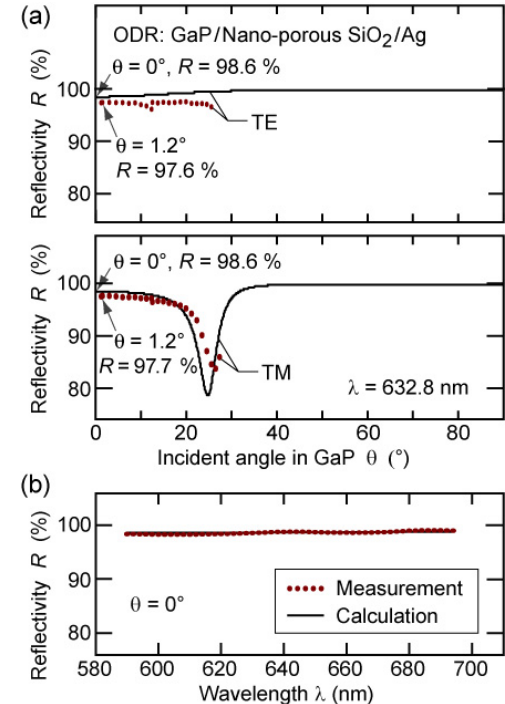 (a)
ODR: GaP/Nano-porous SiO₂/Ag
θ = 0°, R = 98.6 %
100
90
80
Reflectivity R (%)
TE
θ = 1.2°
R = 97.6 %
θ = 0°, R = 98.6 %
100
90
80
Reflectivity R (%)
θ = 1.2°
R = 97.7 %
TM
λ = 632.8 nm
0 20 40 60 80
Incident angle in GaP θ (°)
(b)
100
90
80
Reflectivity R (%)
θ = 0°
Measurement
Calculation
580 600 620 640 660 680 700
Wavelength λ (nm)